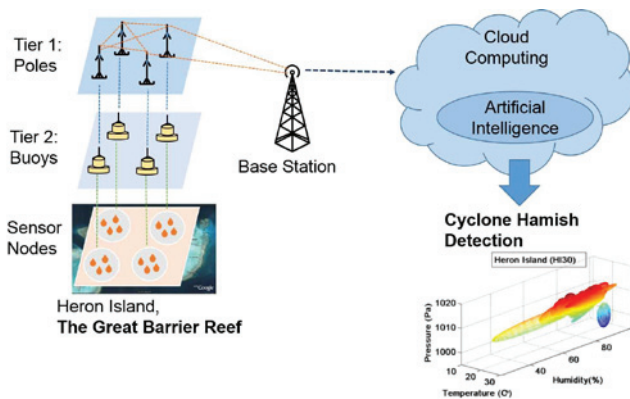 Tier 1:
Poles
Tier 2:
Buoys
Sensor
Nodes
Heron Island,
The Great Barrier Reef
Base Station
Cloud
Computing
Artificial
Intelligence
Cyclone Hamish
Detection
Heron Island (HI30)
Pressure (Pa)
1020
1010
1000
10
20
30
Temperature (C°)
40
60
80
Humidity(%)
Google